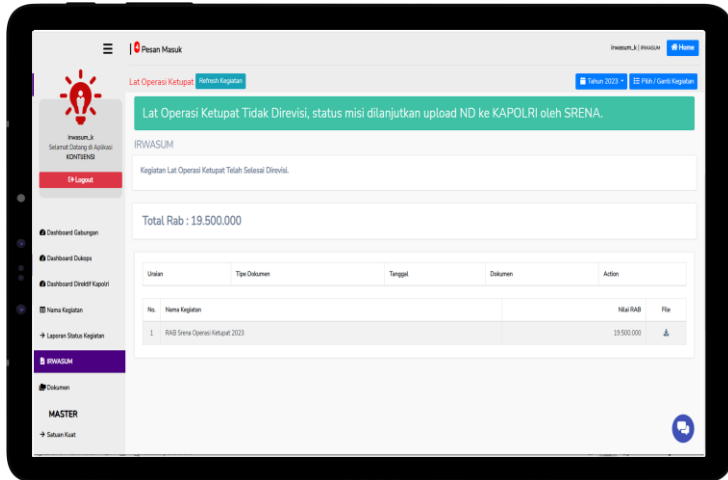 4 Pesan Masuk
irwasum_k | IRWASUM
Home
Lat Operasi Ketupat
Refresh Kegiatan
Tahun 2023
Pilih / Ganti Kegiatan
Lat Operasi Ketupat Tidak Direvisi, status misi dilanjutkan upload ND ke KAPOLRI oleh SRENA.
irwasum_k
Selamat Datang di Aplikasi
KONTIJENSI
Logout
Dashboard Gabungan
Dashboard Dukops
Dashboard Direktif Kapolri
Nama Kegiatan
Laporan Status Kegiatan
IRWASUM
Dokumen
MASTER
Satuan Kuat
IRWASUM
Kegiatan Lat Operasi Ketupat Telah Selesai Direvisi.
Total Rab : 19.500.000
Uraian Tipe Dokumen Tanggal Dokumen Action
No. Nama Kegiatan Nilai RAB File
1 RAB Srena Operasi Ketupat 2023 19.500.000